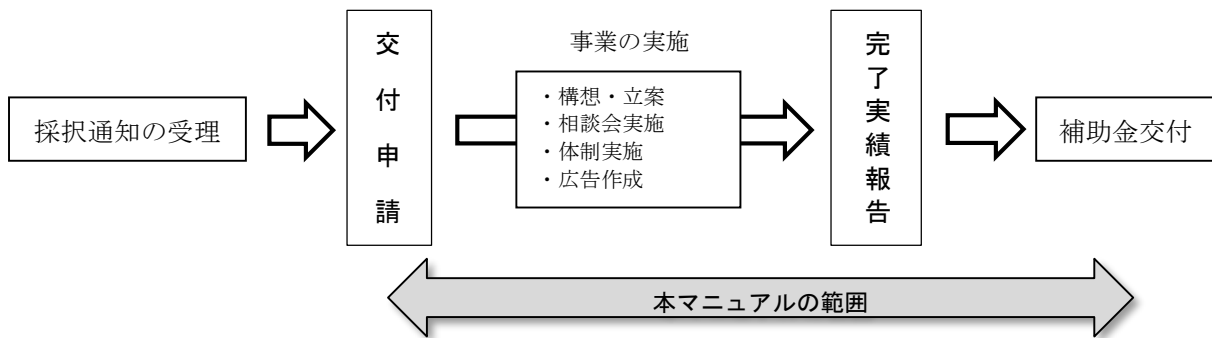 採択通知の受理
交付申請
事業の実施
・構想・立案
・相談会実施
・体制実施
・広告作成
完了実績報告
補助金交付
本マニュアルの範囲